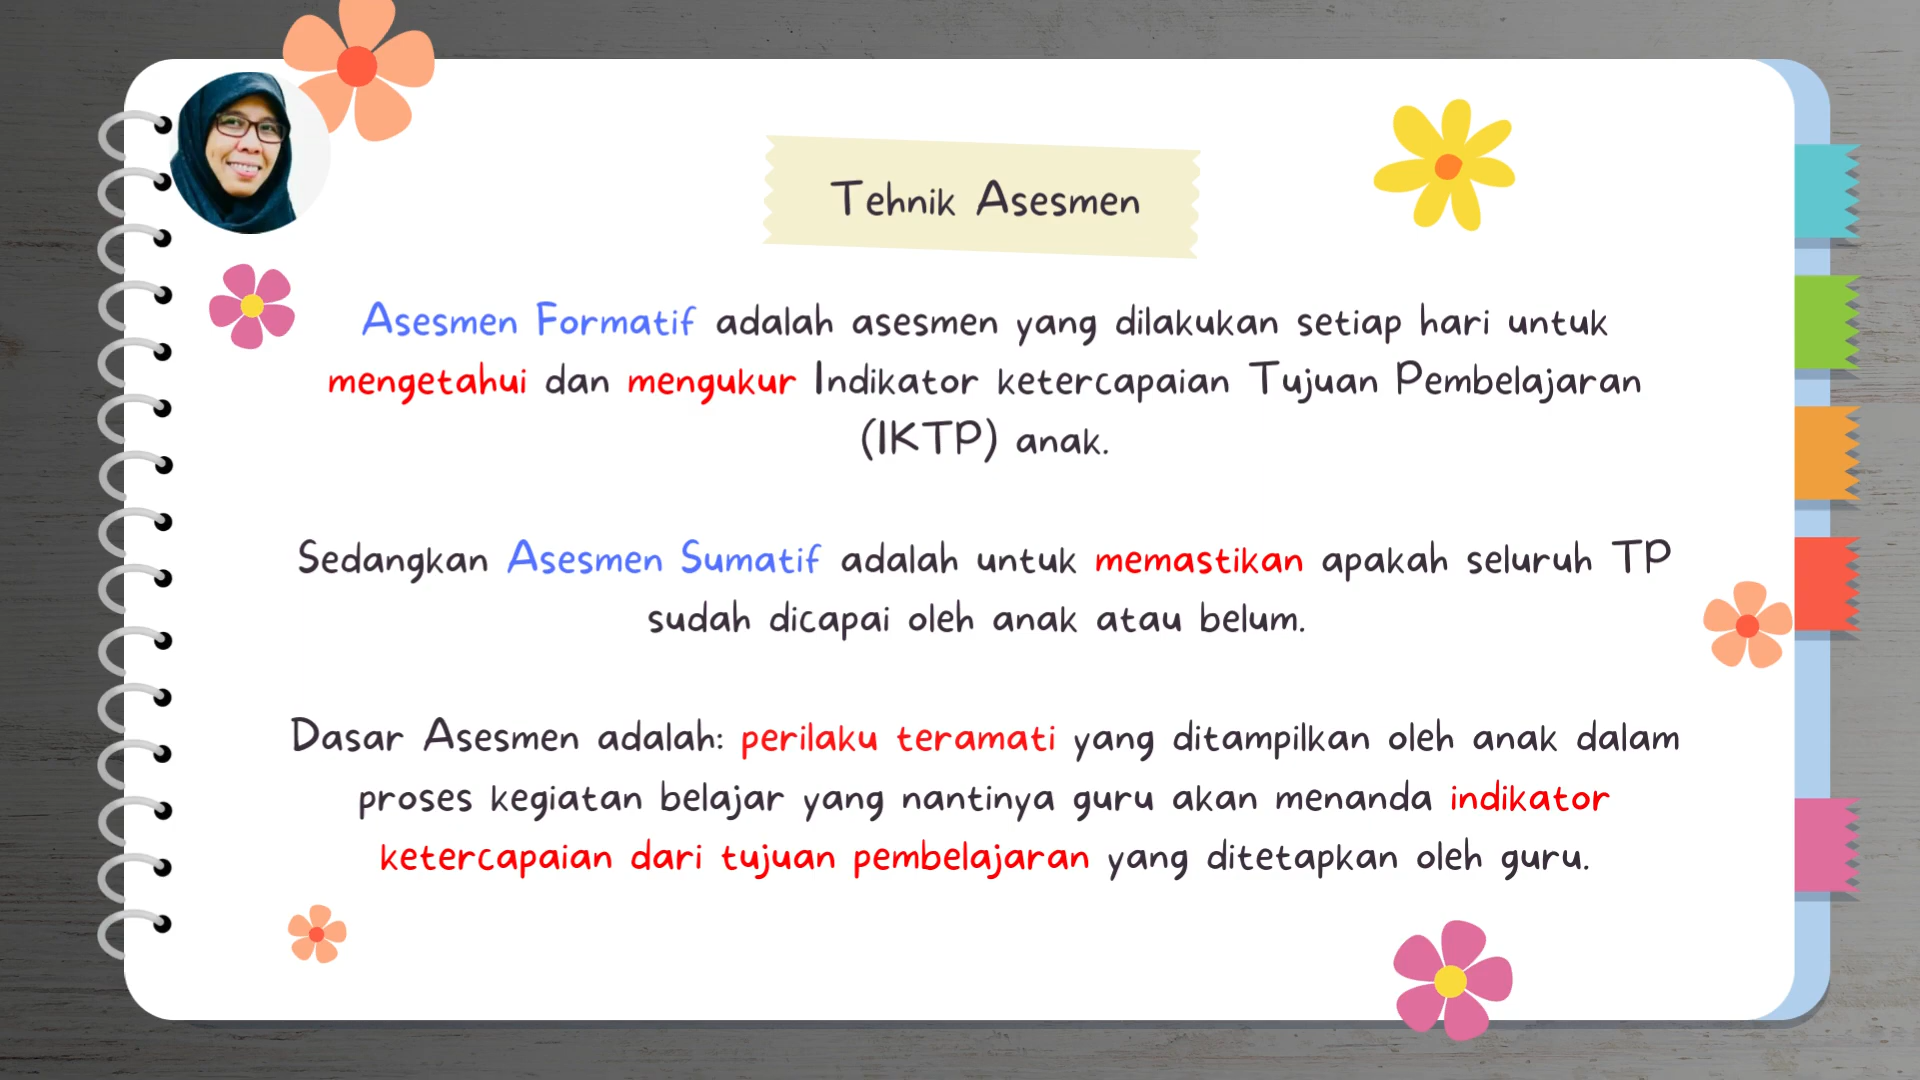 Tehnik Asesmen
Asesmen Formatif adalah asesmen yang dilakukan setiap hari untuk
mengetahui dan mengukur Indikator ketercapaian Tujuan Pembelajaran
(IKTP) anak.
Sedangkan Asesmen Sumatif adalah untuk memastikan apakah seluruh TP
sudah dicapai oleh anak atau belum.
Dasar Asesmen adalah: perilaku teramati yang ditampilkan oleh anak dalam
proses kegiatan belajar yang nantinya guru akan menanda indikator
ketercapaian dari tujuan pembelajaran yang ditetapkan oleh guru.